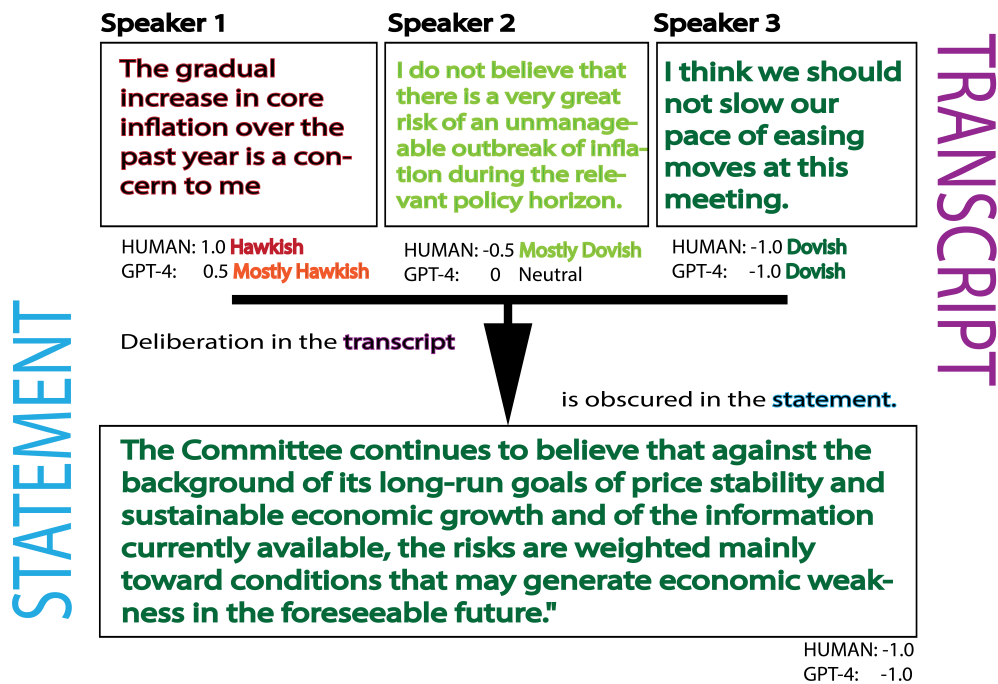 Speaker 1
Speaker 2
Speaker 3
The gradual
increase in core
inflation over the
past year is a con-
cern to me
I do not believe that
there is a very great
risk of an unmanage-
able outbreak of infla-
tion during the rele-
vant policy horizon.
I think we should
not slow our
pace of easing
moves at this
meeting.
TRANSCRIPT
HUMAN: 1.0 Hawkish
GPT-4: 0.5 Mostly Hawkish
HUMAN: -0.5 Mostly Dovish
GPT-4: 0 Neutral
HUMAN: -1.0 Dovish
GPT-4: -1.0 Dovish
STATEMENT
Deliberation in the transcript
is obscured in the statement.
The Committee continues to believe that against the
background of its long-run goals of price stability and
sustainable economic growth and of the information
currently available, the risks are weighted mainly
toward conditions that may generate economic weak-
ness in the foreseeable future."
HUMAN: -1.0
GPT-4: -1.0